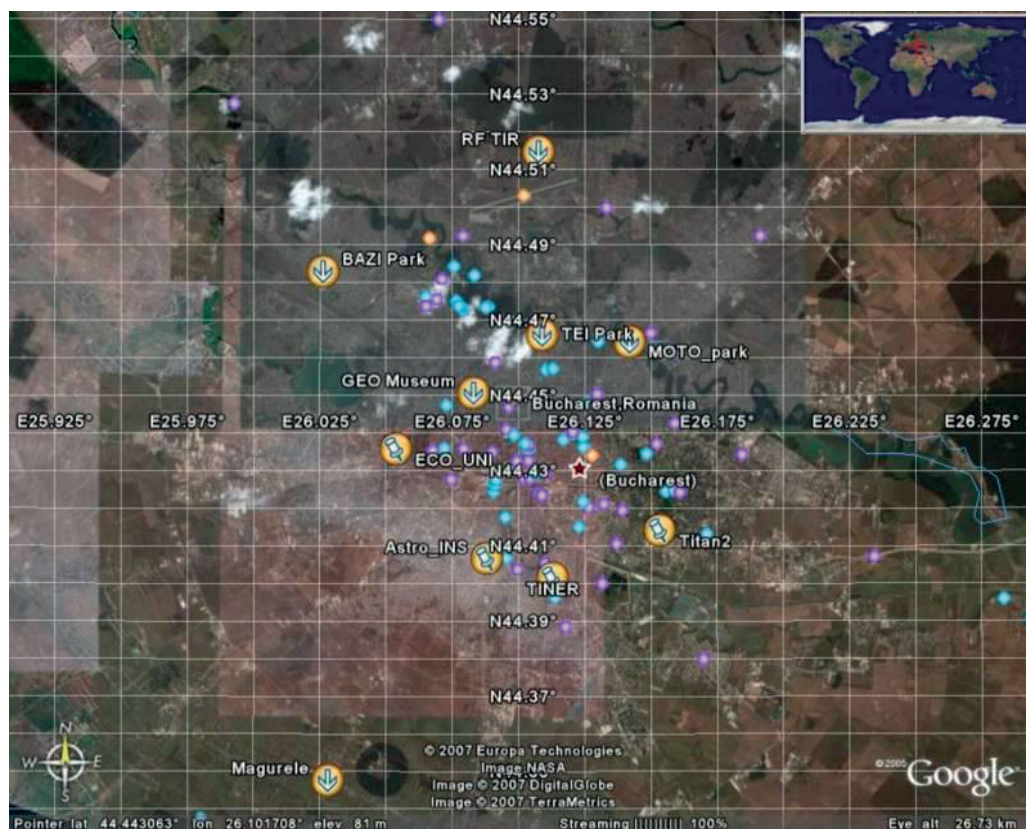 N44.55°
N44.53°
RF TIR
N44.51°
N44.49°
BAZI Park
N44.47°
TEI Park
MOTO_park
GEO Museum
N44.45°
Bucharest,Romania
E25.925° E25.975° E26.025° E26.075° E26.125° E26.175° E26.225° E26.275°
ECO_UNI
N44.43°
(Bucharest)
Titan2
Astro_INS
N44.41°
TINER
N44.39°
N44.37°
N
W E
S
Magurele
© 2007 Europa Technologies
Image NASA
Image © 2007 DigitalGlobe
Image © 2007 TerraMetrics
©2005 Google™
Pointer lat 44.443063° lon 26.101708° elev 81 m Streaming |||||||||| 100% Eye alt 26.73 km